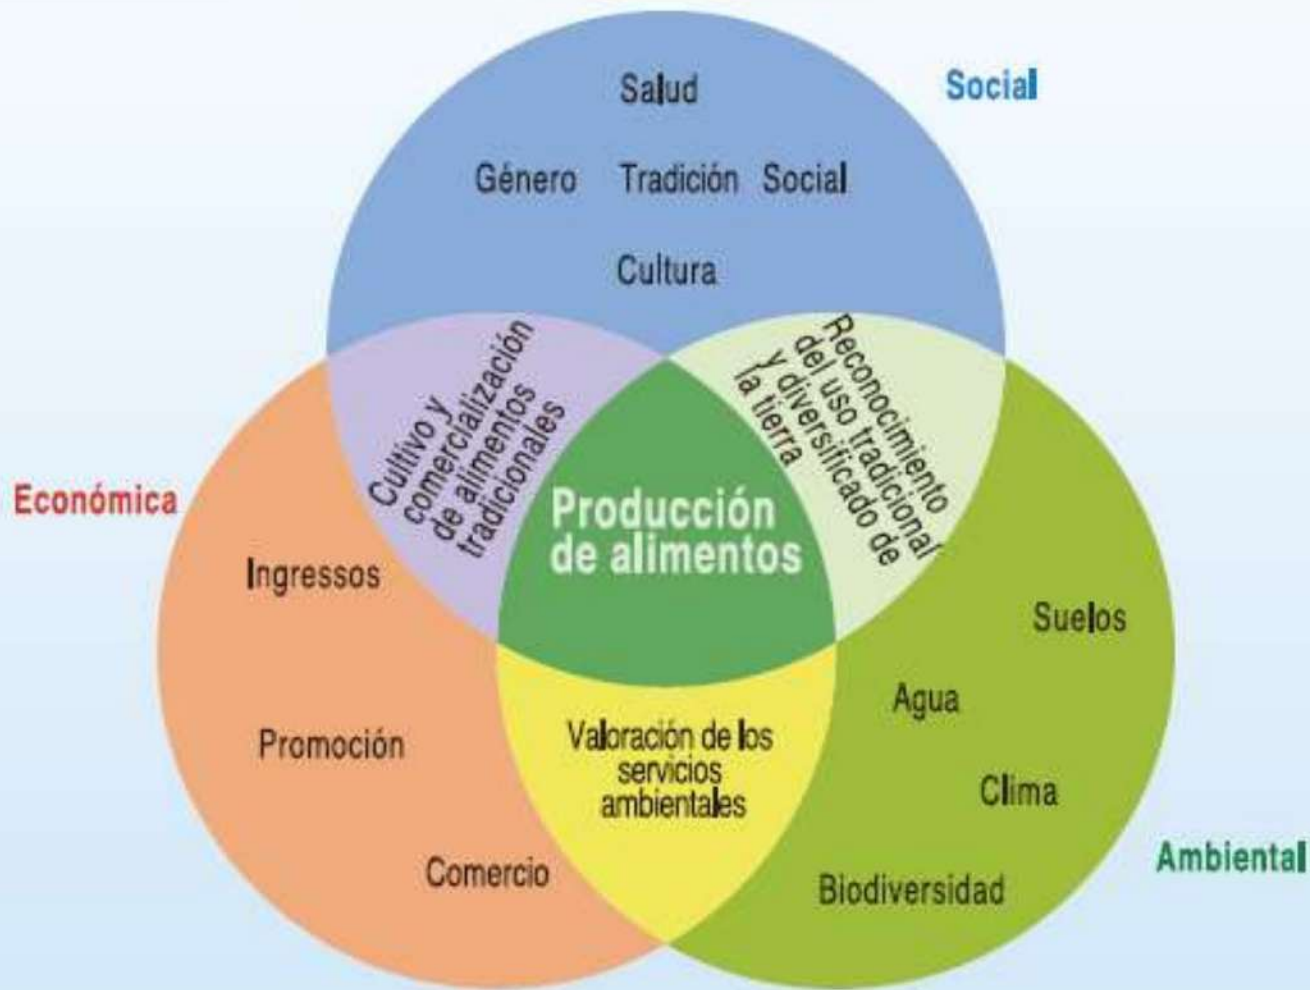 Salud
Social
Género Tradición Social
Cultura
Cultivo y
comercialización
de alimentos
tradicionales
Reconocimiento
del uso tradicional
y diversificado de
la tierra
Económica
Producción
de alimentos
Ingressos
Suelos
Agua
Promoción
Valoración de los
servicios
ambientales
Clima
Ambiental
Comercio
Biodiversidad